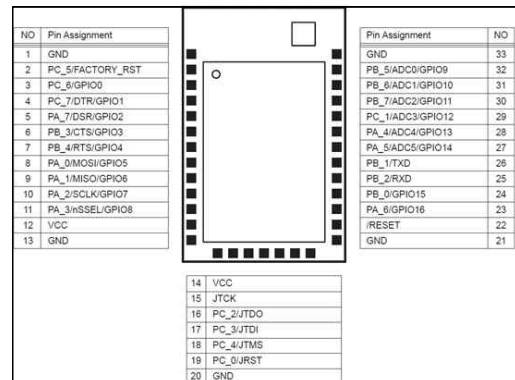 NO Pin Assignment
1 GND
2 PC_5/FACTORY_RST
3 PC_6/GPIO0
4 PC_7/DTR/GPIO1
5 PA_7/DSR/GPIO2
6 PB_3/CTS/GPIO3
7 PB_4/RTS/GPIO4
8 PA_0/MOSI/GPIO5
9 PA_1/MISO/GPIO6
10 PA_2/SCLK/GPIO7
11 PA_3/nSSEL/GPIO8
12 VCC
13 GND
14 VCC
15 JTCK
16 PC_2/JTDO
17 PC_3/JTDI
18 PC_4/JTMS
19 PC_0/JRST
20 GND
Pin Assignment NO
GND 33
PB_5/ADC0/GPIO9 32
PB_6/ADC1/GPIO10 31
PB_7/ADC2/GPIO11 30
PC_1/ADC3/GPIO12 29
PA_4/ADC4/GPIO13 28
PA_5/ADC5/GPIO14 27
PB_1/TXD 26
PB_2/RXD 25
PB_0/GPIO15 24
PA_6/GPIO16 23
/RESET 22
GND 21